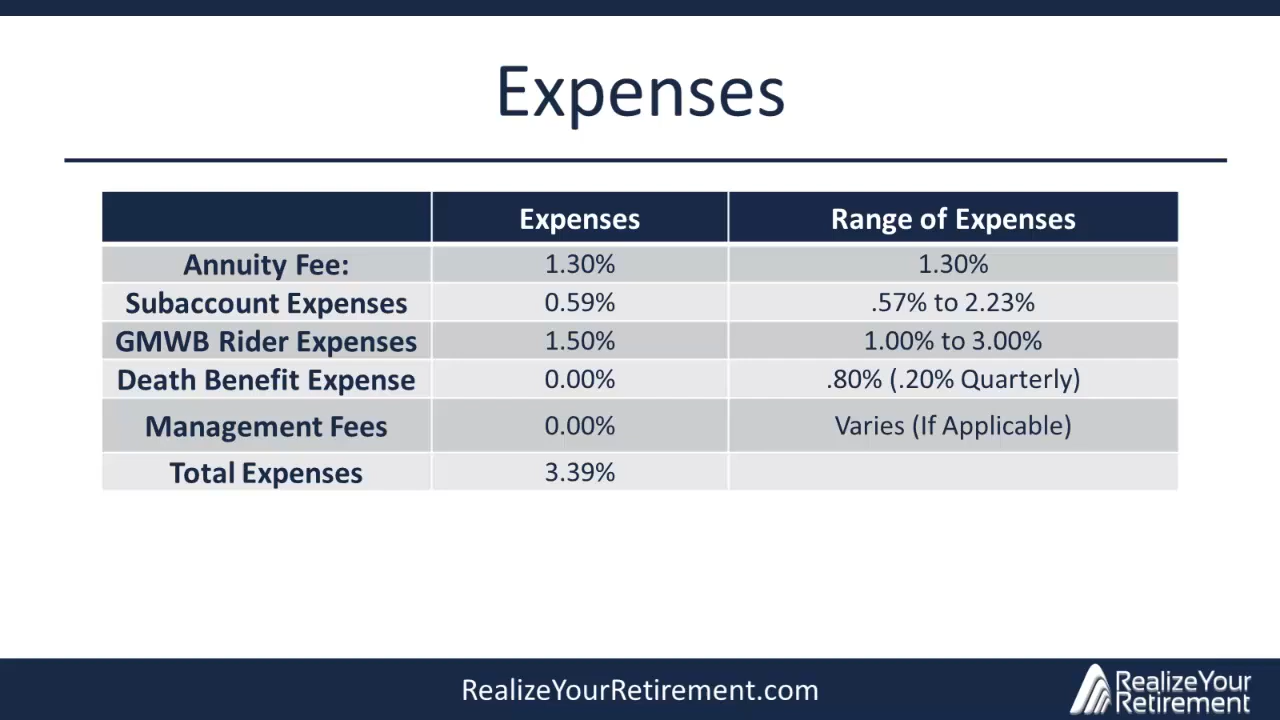 Expenses
Expenses Range of Expenses
Annuity Fee: 1.30% 1.30%
Subaccount Expenses 0.59% .57% to 2.23%
GMWB Rider Expenses 1.50% 1.00% to 3.00%
Death Benefit Expense 0.00% .80% (.20% Quarterly)
Management Fees 0.00% Varies (If Applicable)
Total Expenses 3.39%
RealizeYourRetirement.com
RealizeYour
Retirement